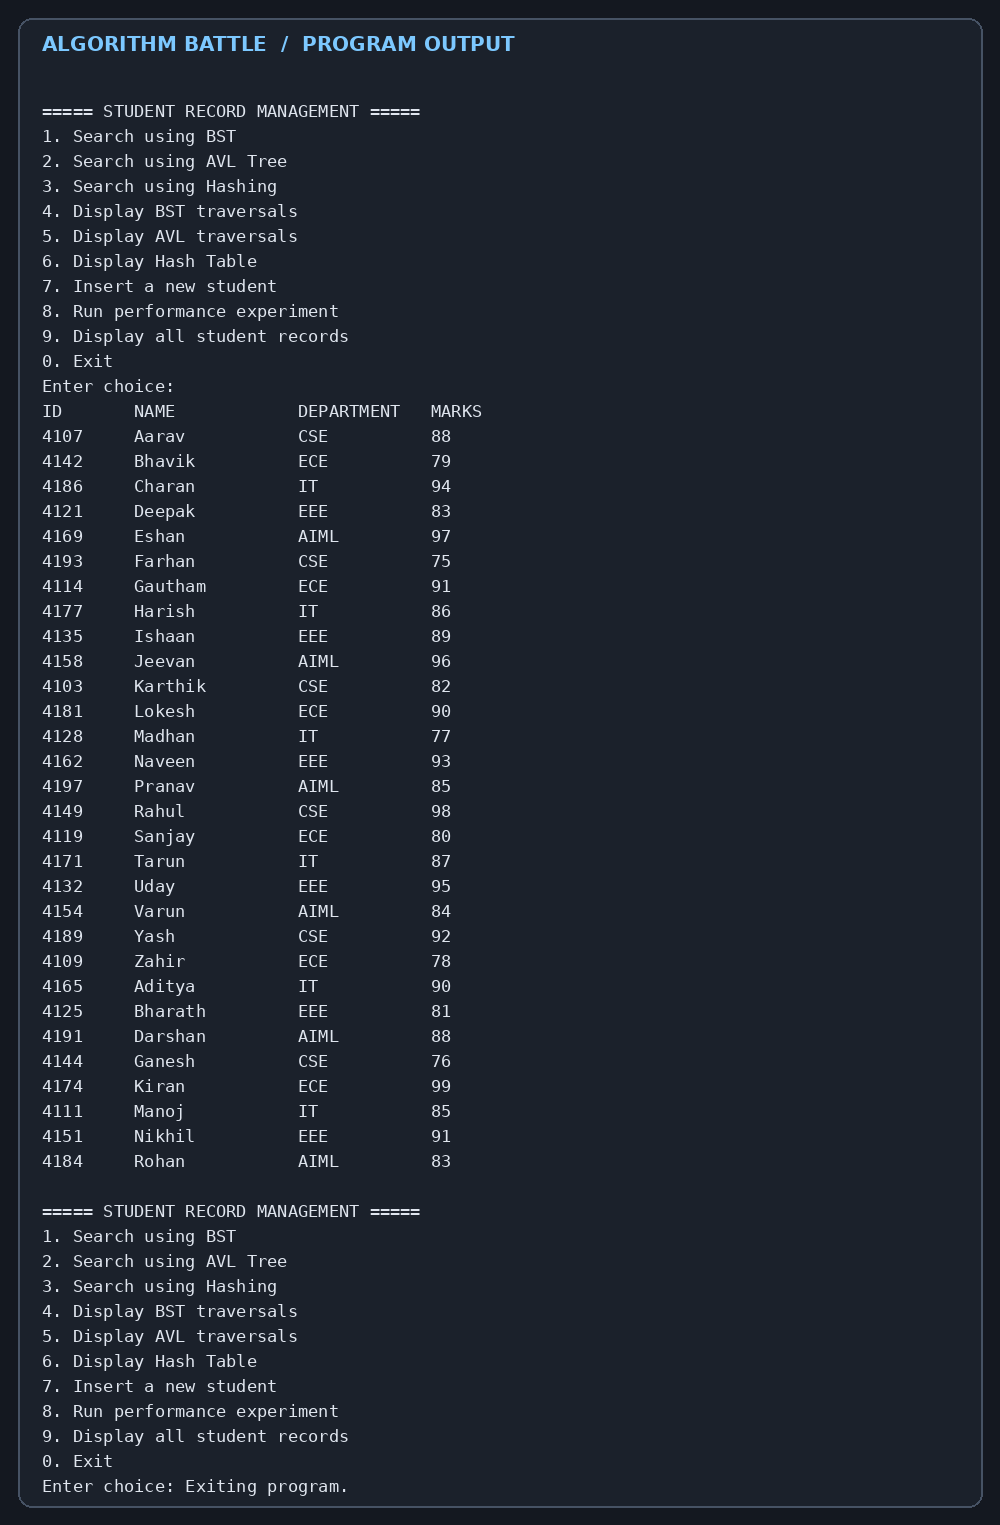 ALGORITHM BATTLE / PROGRAM OUTPUT
===== STUDENT RECORD MANAGEMENT =====
1. Search using BST
2. Search using AVL Tree
3. Search using Hashing
4. Display BST traversals
5. Display AVL traversals
6. Display Hash Table
7. Insert a new student
8. Run performance experiment
9. Display all student records
0. Exit
Enter choice:
ID       NAME            DEPARTMENT   MARKS
4107     Aarav           CSE          88
4142     Bhavik          ECE          79
4186     Charan          IT           94
4121     Deepak          EEE          83
4169     Eshan           AIML         97
4193     Farhan          CSE          75
4114     Gautham         ECE          91
4177     Harish          IT           86
4135     Ishaan          EEE          89
4158     Jeevan          AIML         96
4103     Karthik         CSE          82
4181     Lokesh          ECE          90
4128     Madhan          IT           77
4162     Naveen          EEE          93
4197     Pranav          AIML         85
4149     Rahul           CSE          98
4119     Sanjay          ECE          80
4171     Tarun           IT           87
4132     Uday            EEE          95
4154     Varun           AIML         84
4189     Yash            CSE          92
4109     Zahir           ECE          78
4165     Aditya          IT           90
4125     Bharath         EEE          81
4191     Darshan         AIML         88
4144     Ganesh          CSE          76
4174     Kiran           ECE          99
4111     Manoj           IT           85
4151     Nikhil          EEE          91
4184     Rohan           AIML         83
===== STUDENT RECORD MANAGEMENT =====
1. Search using BST
2. Search using AVL Tree
3. Search using Hashing
4. Display BST traversals
5. Display AVL traversals
6. Display Hash Table
7. Insert a new student
8. Run performance experiment
9. Display all student records
0. Exit
Enter choice: Exiting program.